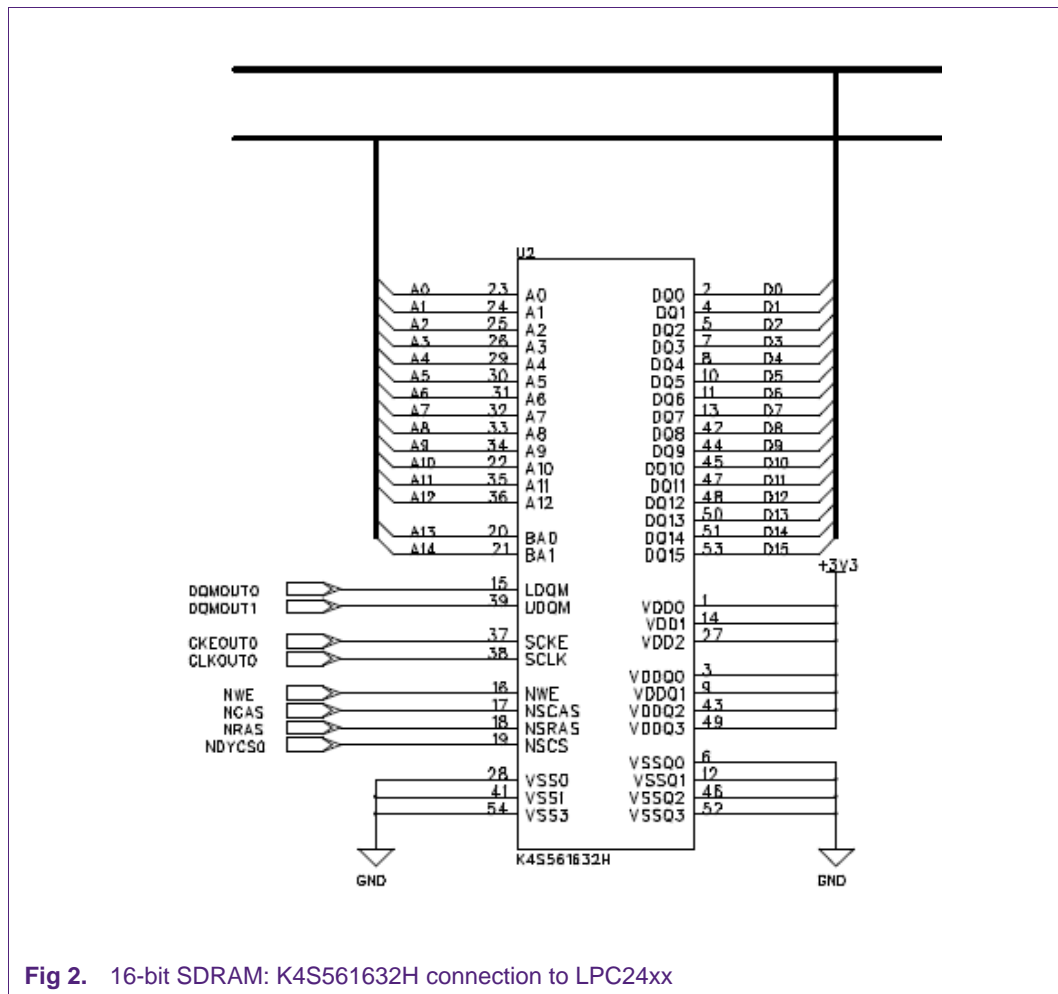 U2
A0 23 A0 DQ0 2 D0
A1 24 A1 DQ1 4 D1
A2 25 A2 DQ2 5 D2
A3 26 A3 DQ3 7 D3
A4 29 A4 DQ4 8 D4
A5 30 A5 DQ5 10 D5
A6 31 A6 DQ6 11 D6
A7 32 A7 DQ7 13 D7
A8 33 A8 DQ8 42 D8
A9 34 A9 DQ9 44 D9
A10 22 A10 DQ10 45 D10
A11 35 A11 DQ11 47 D11
A12 36 A12 DQ12 48 D12
DQ13 50 D13
A13 20 BA0 DQ14 51 D14
A14 21 BA1 DQ15 53 D15
+3V3
DQMOUT0 15 LDQM
DQMOUT1 39 UDQM VDD0 1
VDD1 14
CKEOUT0 37 SCKE VDD2 27
CLKOUT0 38 SCLK
VDDQ0 3
NWE 16 NWE VDDQ1 9
NCAS 17 NSCAS VDDQ2 43
NRAS 18 NSRAS VDDQ3 49
NDYCS0 19 NSCS
VSSQ0 6
28 VSS0 VSSQ1 12
41 VSS1 VSSQ2 46
54 VSS3 VSSQ3 52
K4S561632H
GND GND
Fig 2. 16-bit SDRAM: K4S561632H connection to LPC24xx